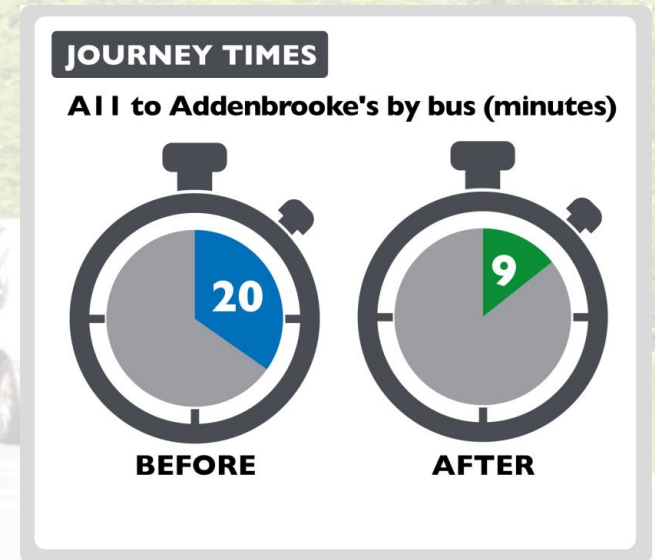 JOURNEY TIMES
A11 to Addenbrooke's by bus (minutes)
20
9
BEFORE
AFTER